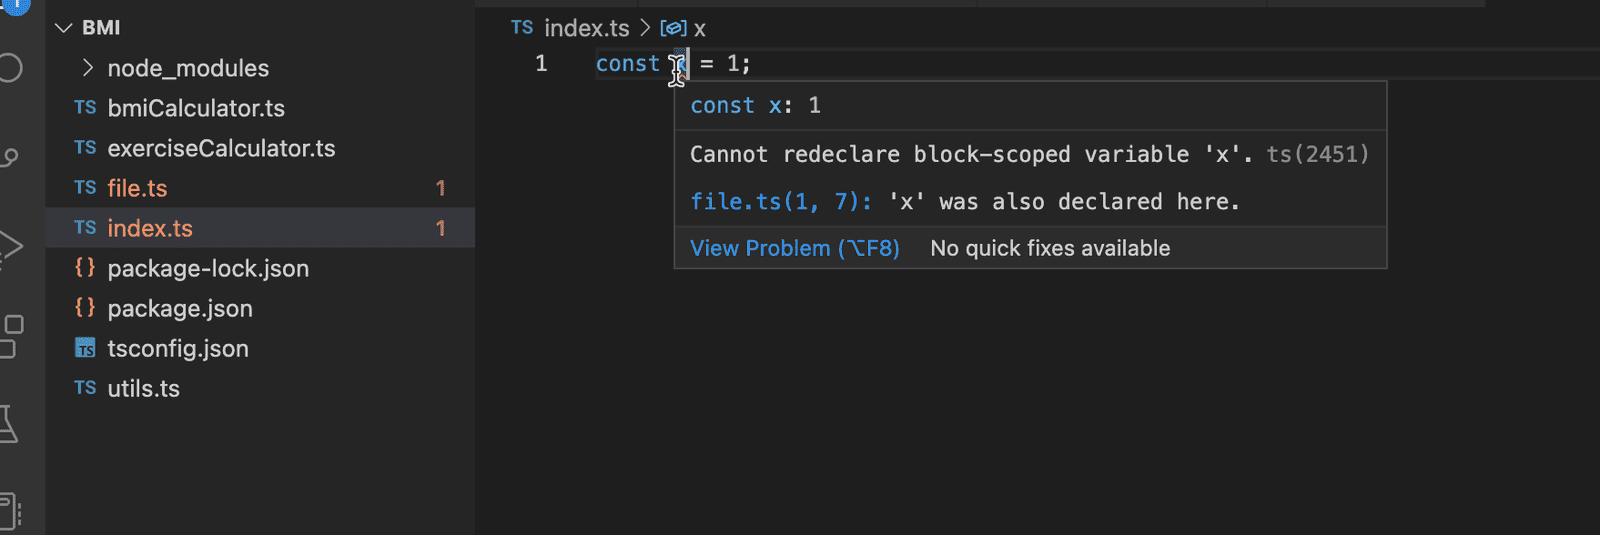 BMI
node_modules
TS bmiCalculator.ts
TS exerciseCalculator.ts
TS file.ts 1
TS index.ts 1
{} package-lock.json
{} package.json
TS tsconfig.json
TS utils.ts
TS index.ts > x
1 const x = 1;
const x: 1
Cannot redeclare block-scoped variable 'x'. ts(2451)
file.ts(1, 7): 'x' was also declared here.
View Problem (⌥F8) No quick fixes available